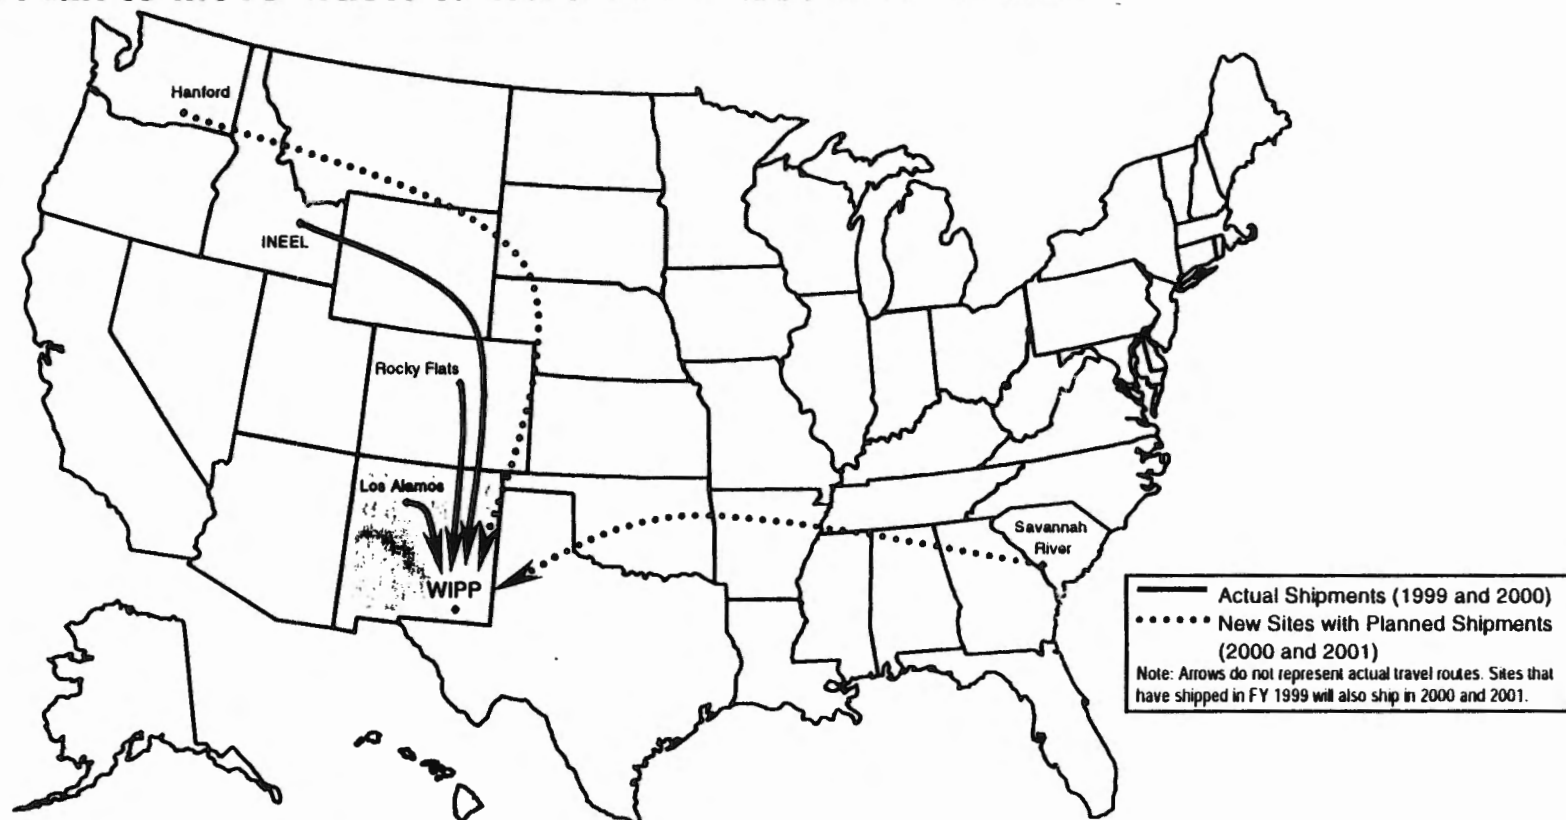 Hanford
INEEL
Rocky Flats
Los Alamos
WIPP
Savannah
River
Actual Shipments (1999 and 2000)
New Sites with Planned Shipments
(2000 and 2001)
Note: Arrows do not represent actual travel routes. Sites that
have shipped in FY 1999 will also ship in 2000 and 2001.